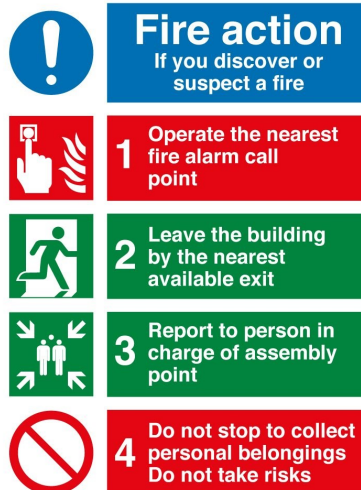 Fire action
If you discover or
suspect a fire
1 Operate the nearest
fire alarm call
point
2 Leave the building
by the nearest
available exit
3 Report to person in
charge of assembly
point
4 Do not stop to collect
personal belongings
Do not take risks